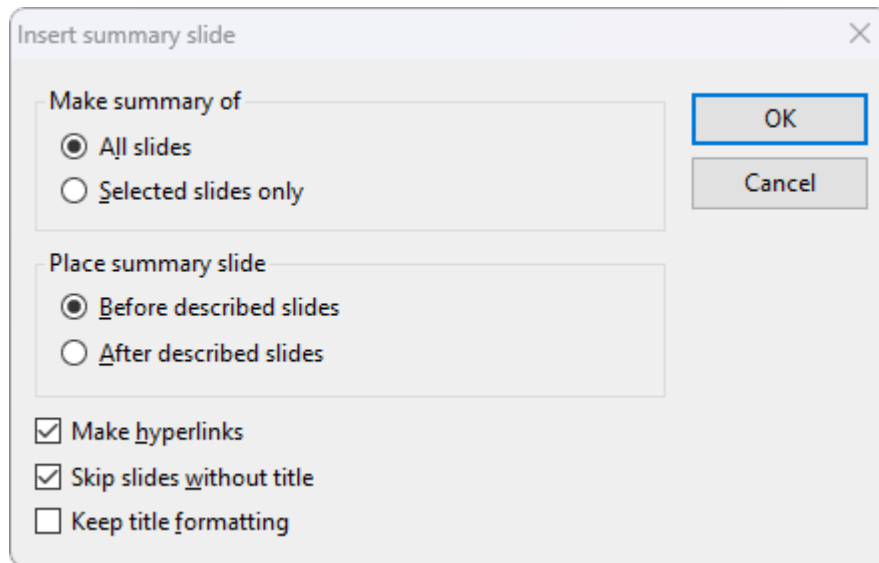 Insert summary slide
Make summary of
All slides
Selected slides only
OK
Cancel
Place summary slide
Before described slides
After described slides
Make hyperlinks
Skip slides without title
Keep title formatting